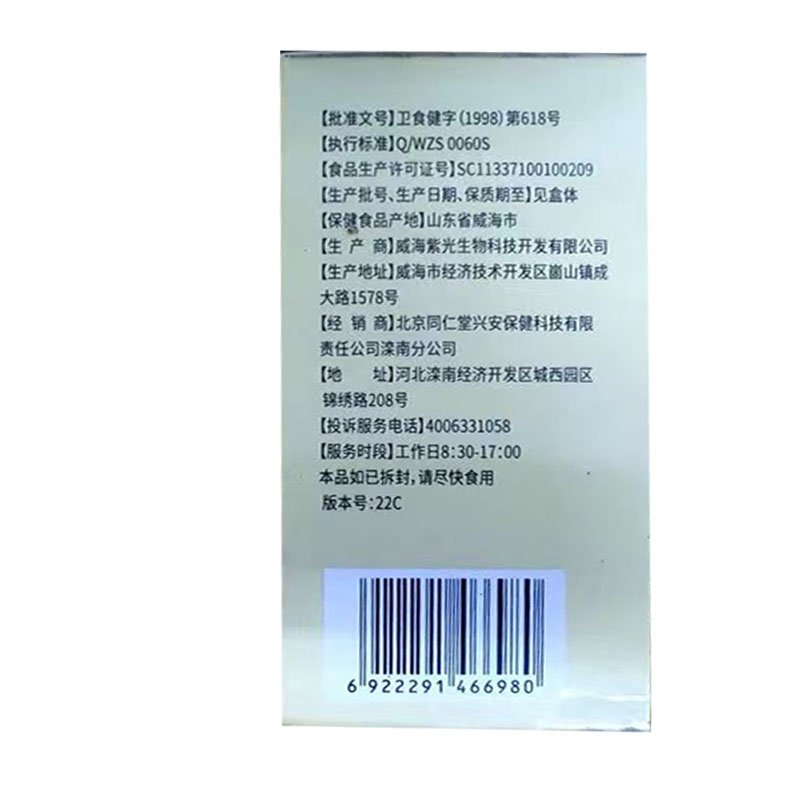 【批准文号】卫食健字(1998)第618号
【执行标准】Q/WZS 0060S
【食品生产许可证号】SC11337100100209
【生产批号、生产日期、保质期至】见盒体
【保健食品产地】山东省威海市
【生 产 商】威海紫光生物科技开发有限公司
【生产地址】威海市经济技术开发区崮山镇成
大路1578号
【经 销 商】北京同仁堂兴安保健科技有限
责任公司滦南分公司
【地 址】河北滦南经济开发区城西园区
锦绣路208号
【投诉服务电话】4006331058
【服务时段】工作日8:30-17:00
本品如已拆封,请尽快食用
版本号:22C
6 922291 466980